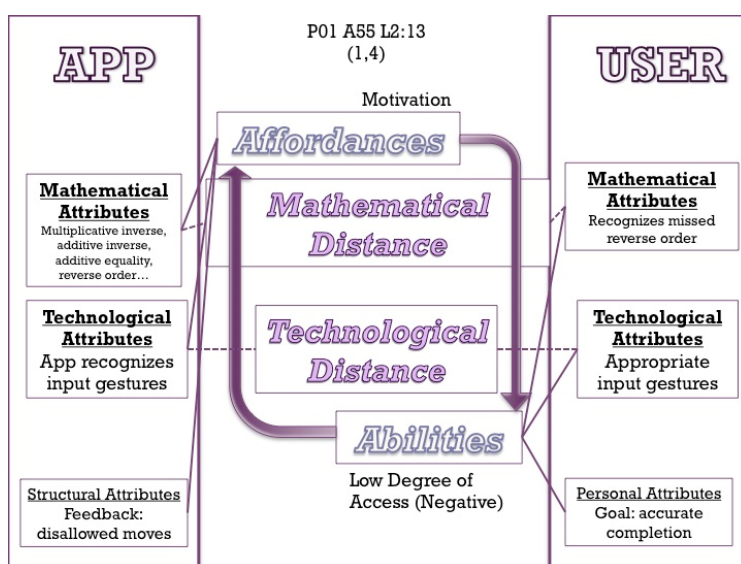 P01 A55 L2:13
(1,4)
APP
USER
Motivation
Affordances
Mathematical
Attributes
Multiplicative inverse,
additive inverse,
additive equality,
reverse order...
Mathematical
Distance
Mathematical
Attributes
Recognizes missed
reverse order
Technological
Attributes
App recognizes
input gestures
Technological
Distance
Technological
Attributes
Appropriate
input gestures
Abilities
Low Degree of
Access (Negative)
Structural Attributes
Feedback:
disallowed moves
Personal Attributes
Goal: accurate
completion